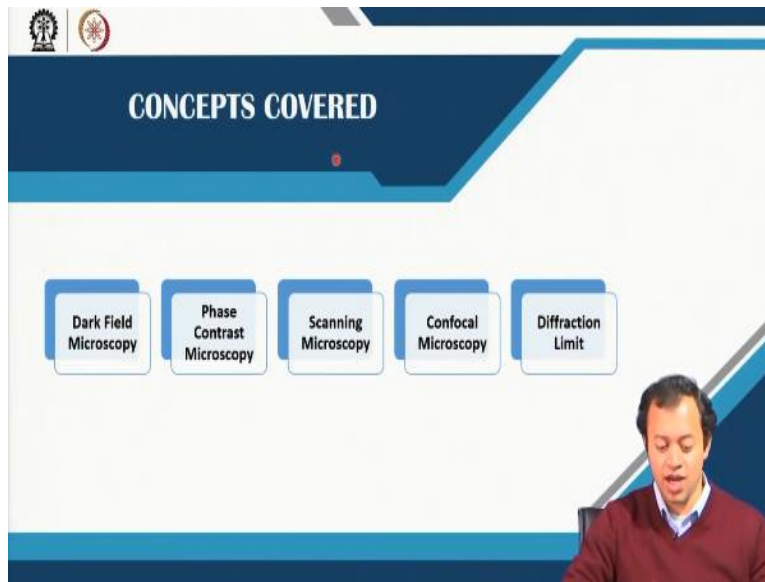 CONCEPTS COVERED
Dark Field
Microscopy
Phase
Contrast
Microscopy
Scanning
Microscopy
Confocal
Microscopy
Diffraction
Limit